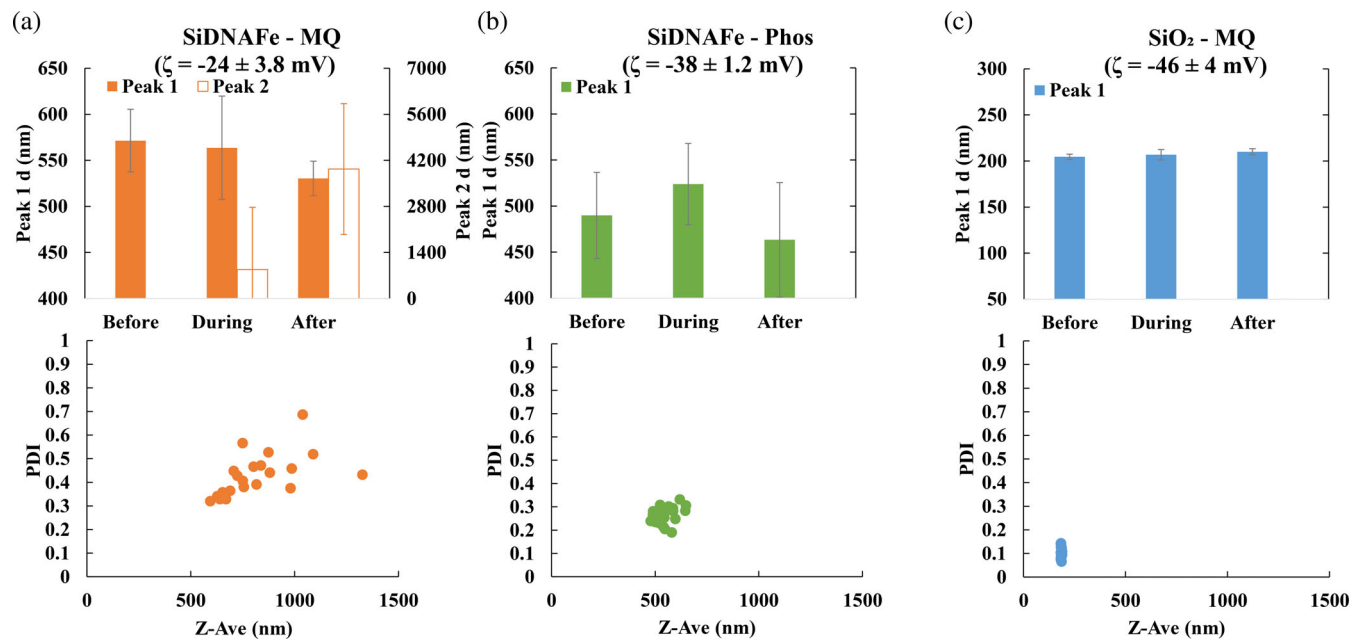 (a)
SiDNAFe - MQ
(ζ = -24 ± 3.8 mV)
Peak 1 Peak 2
Peak 1 d (nm)
650
600
550
500
450
400
Peak 2 d (nm)
7000
5600
4200
2800
1400
0
Before During After
PDI
1
0.9
0.8
0.7
0.6
0.5
0.4
0.3
0.2
0.1
0
0 500 1000 1500
Z-Ave (nm)
(b)
SiDNAFe - Phos
(ζ = -38 ± 1.2 mV)
Peak 1
Peak 1 d (nm)
650
600
550
500
450
400
Before During After
PDI
1
0.9
0.8
0.7
0.6
0.5
0.4
0.3
0.2
0.1
0
0 500 1000 1500
Z-Ave (nm)
(c)
SiO₂ - MQ
(ζ = -46 ± 4 mV)
Peak 1
Peak 1 d (nm)
300
250
200
150
100
50
Before During After
PDI
1
0.9
0.8
0.7
0.6
0.5
0.4
0.3
0.2
0.1
0
0 500 1000 1500
Z-Ave (nm)